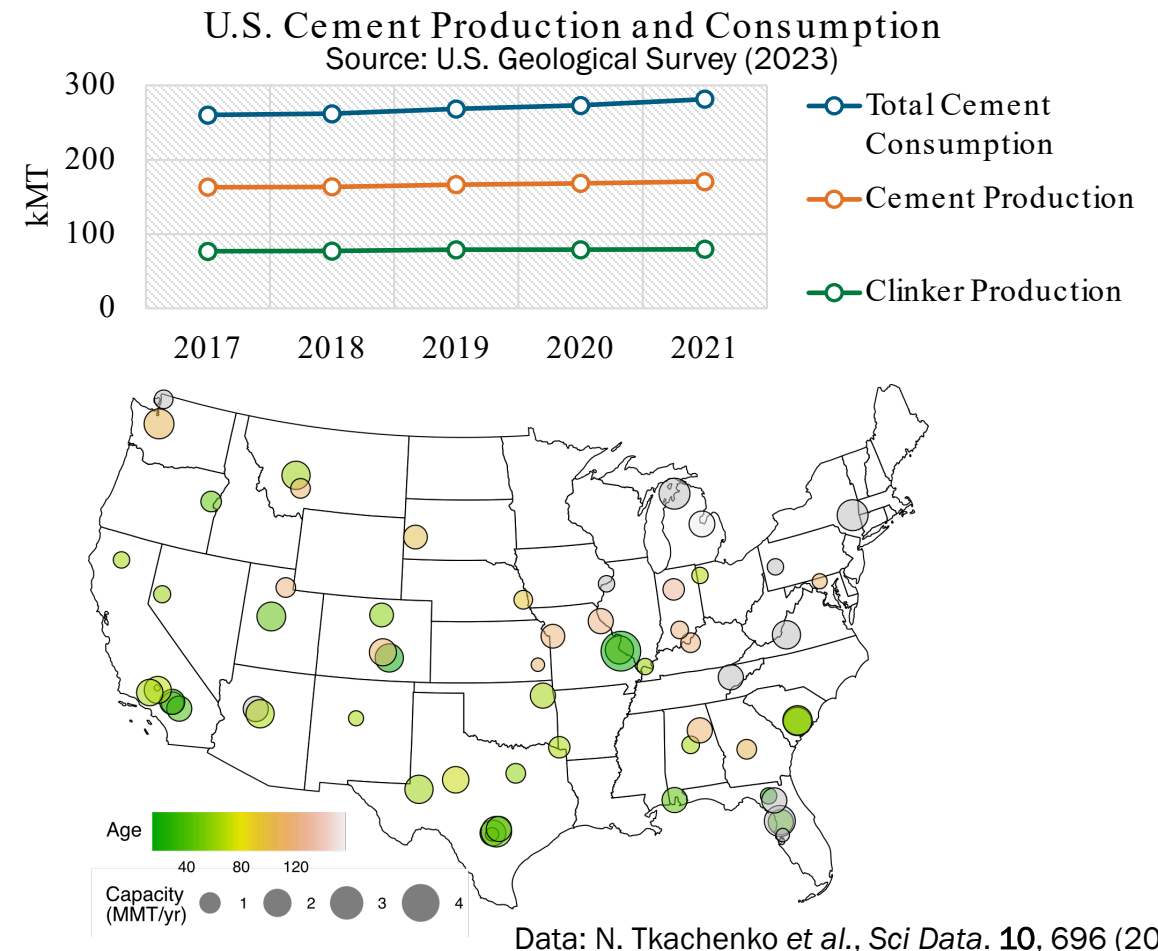 U.S. Cement Production and Consumption
Source: U.S. Geological Survey (2023)
300
200
100
0
kMT
2017 2018 2019 2020 2021
Total Cement
Consumption
Cement Production
Clinker Production
Age
40 80 120
Capacity
(MMT/yr)
1 2 3 4
Data: N. Tkachenko et al., Sci Data. 10, 696 (20